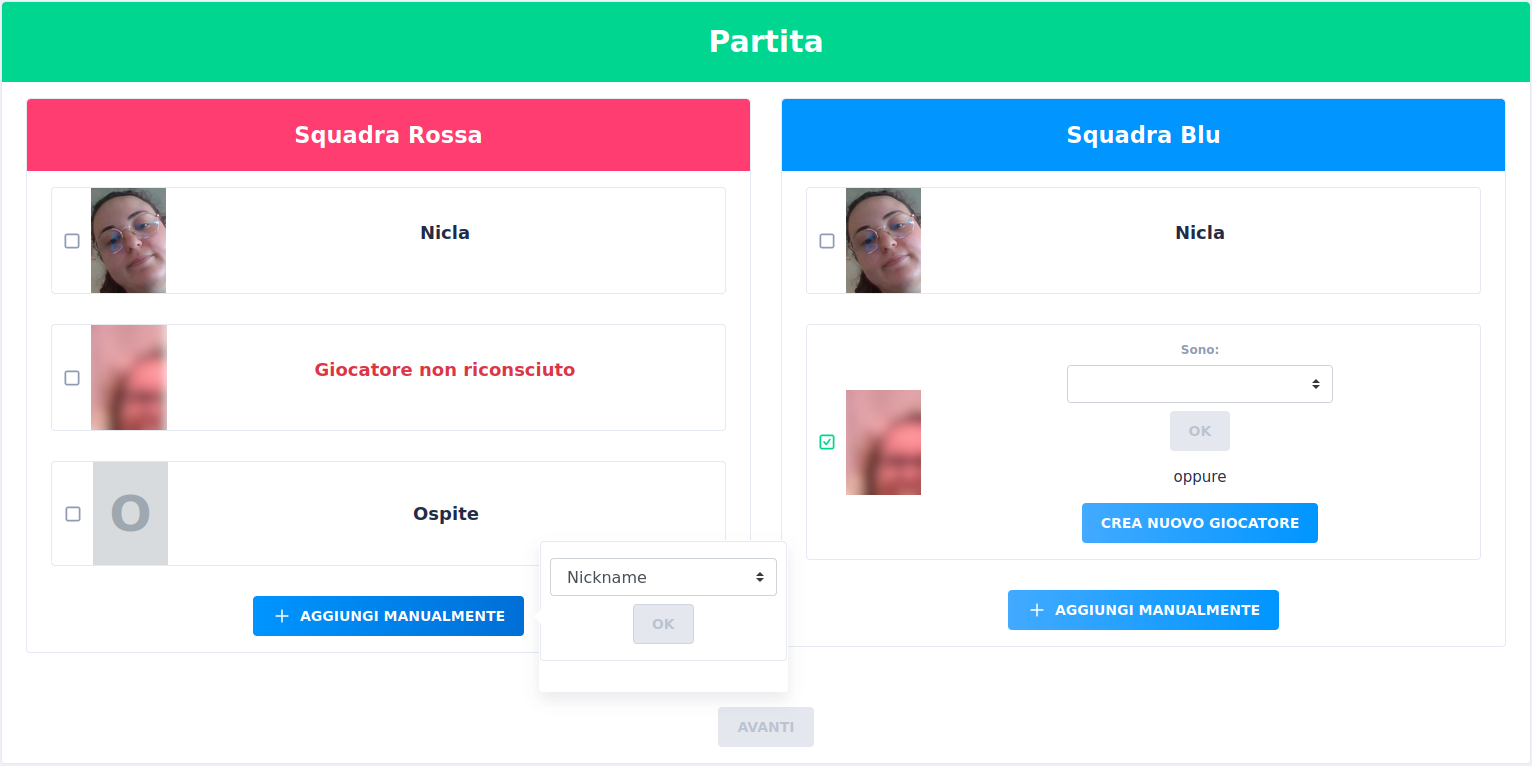 Partita
Squadra Rossa
Nicla
Giocatore non riconsciuto
O
Ospite
AGGIUNGI MANUALMENTE
Nickname
OK
Squadra Blu
Nicla
Sono:
OK
oppure
CREA NUOVO GIOCATORE
AGGIUNGI MANUALMENTE
AVANTI